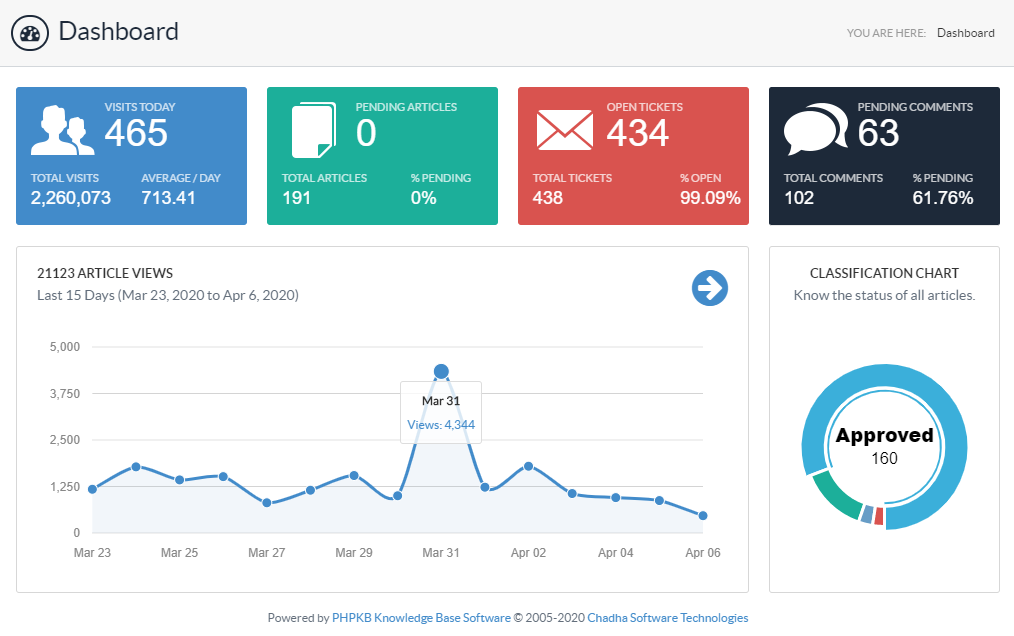 Dashboard
YOU ARE HERE: Dashboard
VISITS TODAY
465
TOTAL VISITS
AVERAGE / DAY
2,260,073
713.41
PENDING ARTICLES
0
TOTAL ARTICLES
% PENDING
191
0%
OPEN TICKETS
434
TOTAL TICKETS
% OPEN
438
99.09%
PENDING COMMENTS
63
TOTAL COMMENTS
% PENDING
102
61.76%
21123 ARTICLE VIEWS
Last 15 Days (Mar 23, 2020 to Apr 6, 2020)
5,000
3,750
2,500
1,250
0
Mar 31
Views: 4,344
Mar 23
Mar 25
Mar 27
Mar 29
Mar 31
Apr 02
Apr 04
Apr 06
CLASSIFICATION CHART
Know the status of all articles.
Approved
160
Powered by PHPKB Knowledge Base Software © 2005-2020 Chadha Software Technologies